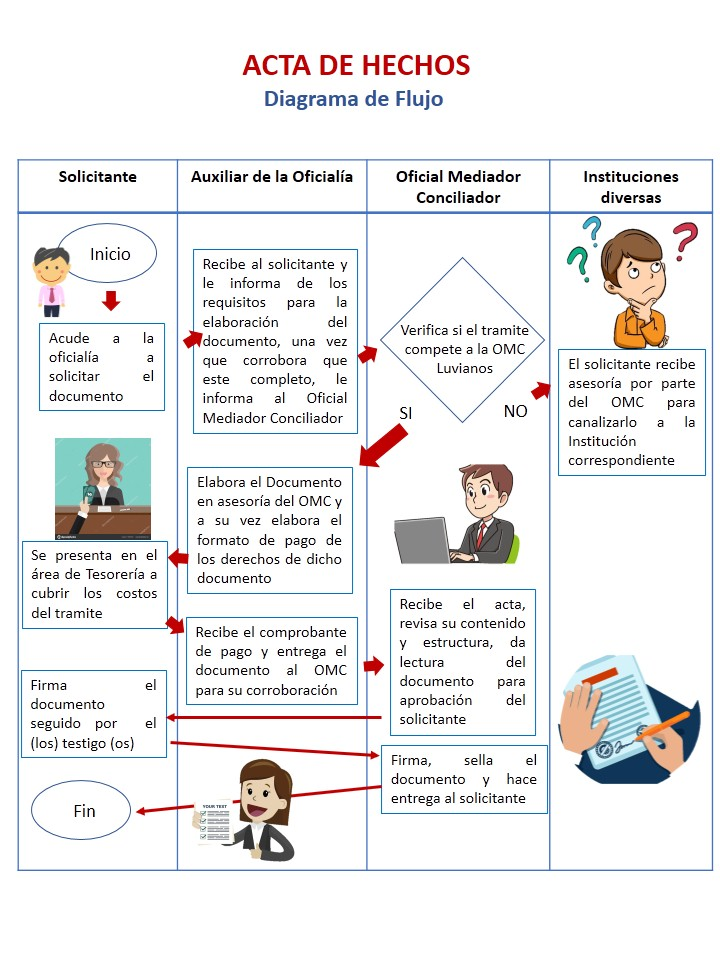 ACTA DE HECHOS
Diagrama de Flujo
Solicitante
Auxiliar de la Oficialía
Oficial Mediador
Conciliador
Instituciones
diversas
Inicio
Acude a la
oficialía a
solicitar el
documento
Recibe al solicitante y
le informa de los
requisitos para la
elaboración del
documento, una vez
que corrobora que
este completo, le
informa al Oficial
Mediador Conciliador
Verifica si el tramite
compete a la OMC
Luvianos
SI
NO
El solicitante recibe
asesoría por parte
del OMC para
canalizarlo a la
Institución
correspondiente
Elabora el Documento
en asesoría del OMC y
a su vez elabora el
formato de pago de
los derechos de dicho
documento
Se presenta en el
área de Tesorería a
cubrir los costos
del tramite
Recibe el comprobante
de pago y entrega el
documento al OMC
para su corroboración
Recibe el acta,
revisa su contenido
y estructura, da
lectura del
documento para
aprobación del
solicitante
Firma el
documento
seguido por el
(los) testigo (os)
Firma, sella el
documento y hace
entrega al solicitante
YOUR TEXT
Fin